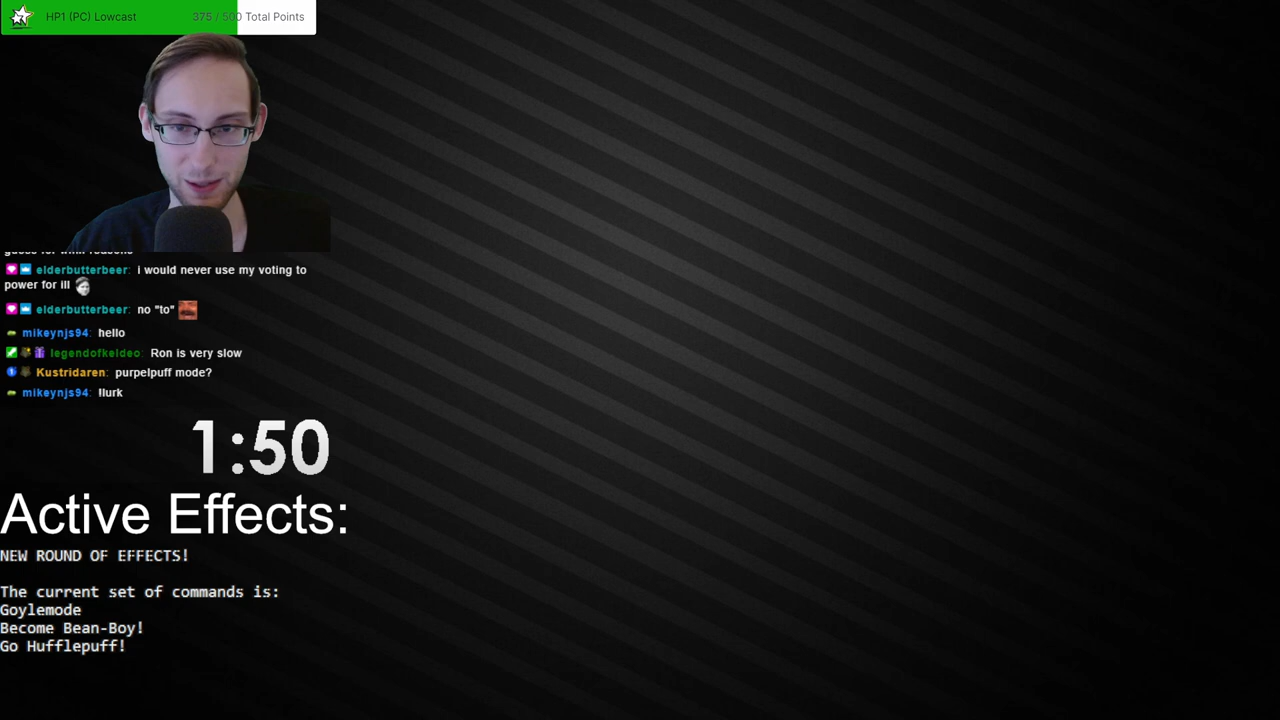 HP1 (PC) Lowcast 375 / 500 Total Points
elderbutterbeer: i would never use my voting to
power for ill
elderbutterbeer: no "to"
mikeynjs94: hello
legendofkeldeo: Ron is very slow
Kustridaren: purpelpuff mode?
mikeynjs94: !lurk
1:50
Active Effects:
NEW ROUND OF EFFECTS!
The current set of commands is:
Goylemode
Become Bean-Boy!
Go Hufflepuff!